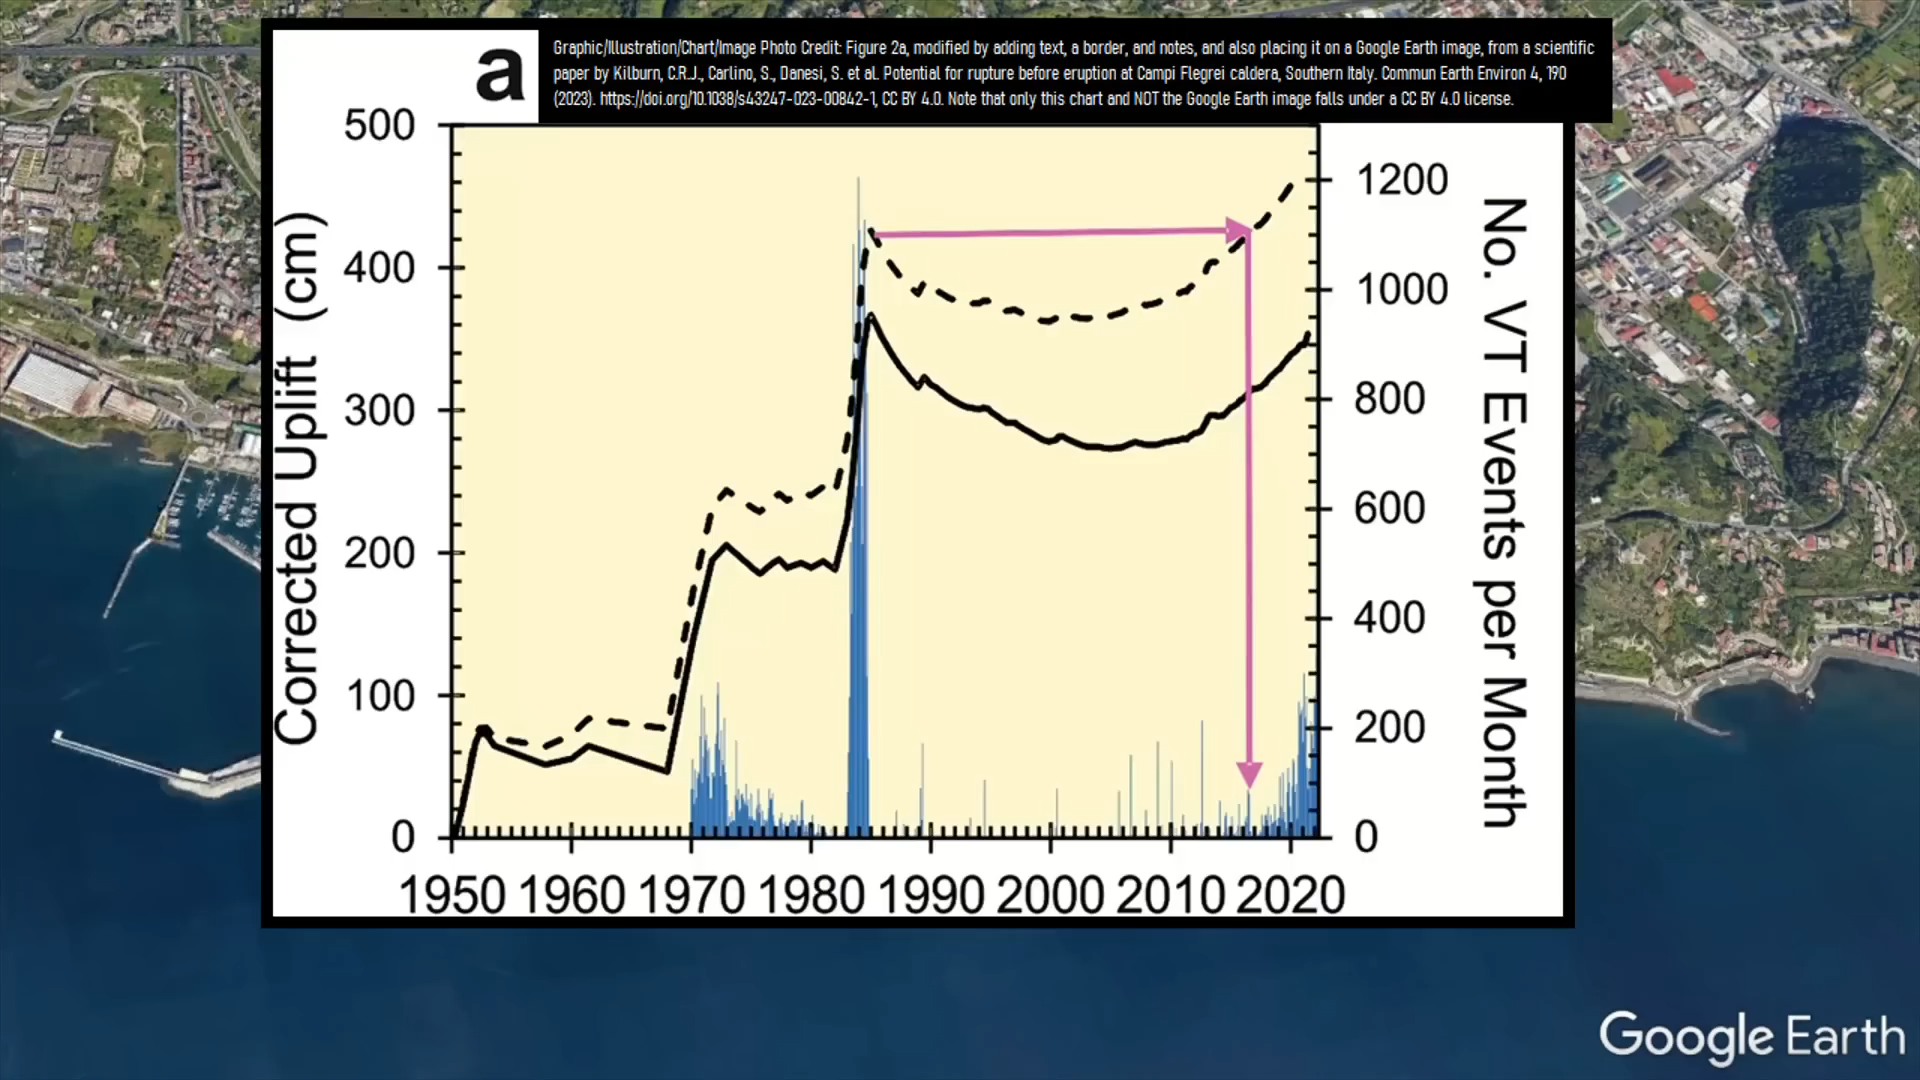 a
Graphic/Illustration/Chart/Image Photo Credit: Figure 2a, modified by adding text, a border, and notes, and also placing it on a Google Earth image, from a scientific
paper by Kilburn, C.R.J., Carlino, S., Danesi, S. et al. Potential for rupture before eruption at Campi Flegrei caldera, Southern Italy. Commun Earth Environ 4, 190
(2023). https://doi.org/10.1038/s43247-023-00842-1, CC BY 4.0. Note that only this chart and NOT the Google Earth image falls under a CC BY 4.0 license.
Corrected Uplift (cm)
500
400
300
200
100
0
1200
1000
800
600
400
200
0
No. VT Events per Month
1950 1960 1970 1980 1990 2000 2010 2020
Google Earth